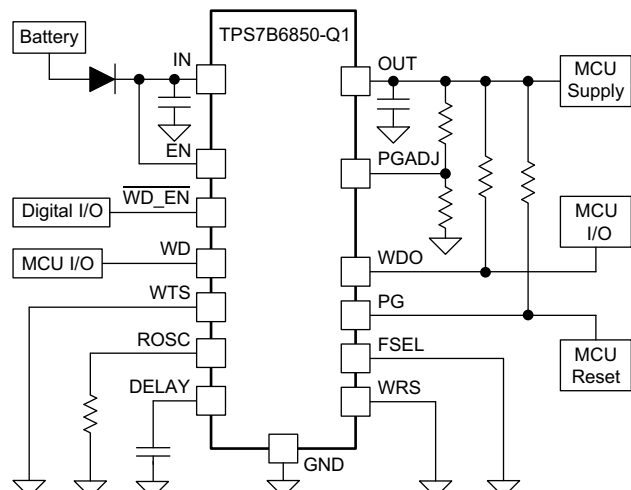 TPS7B6850-Q1
Battery
IN
OUT
MCU
Supply
EN
PGADJ
WD_EN
Digital I/O
WD
MCU I/O
WDO
MCU
I/O
WTS
PG
ROSC
FSEL
MCU
Reset
DELAY
WRS
GND